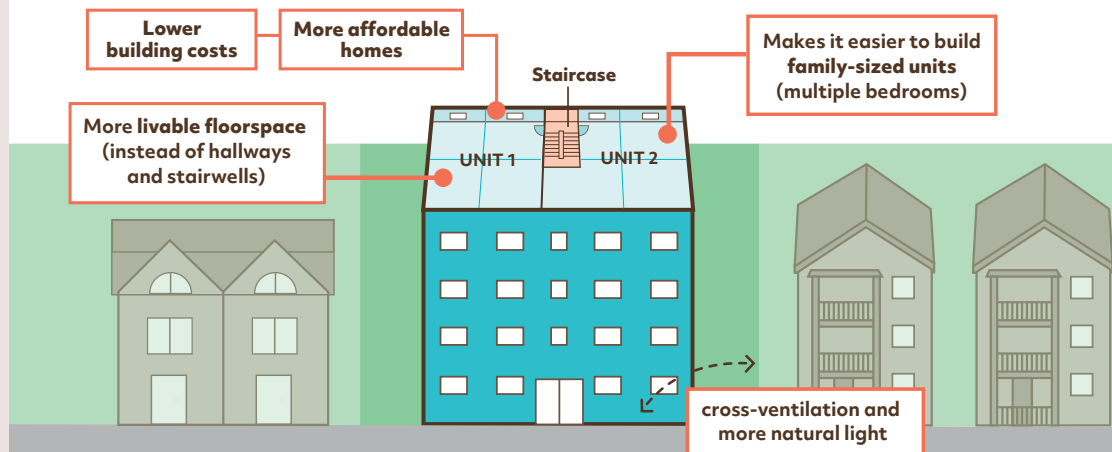 Lower
building costs
More affordable
homes
Makes it easier to build
family-sized units
(multiple bedrooms)
Staircase
More livable floorspace
(instead of hallways
and stairwells)
UNIT 1
UNIT 2
cross-ventilation and
more natural light